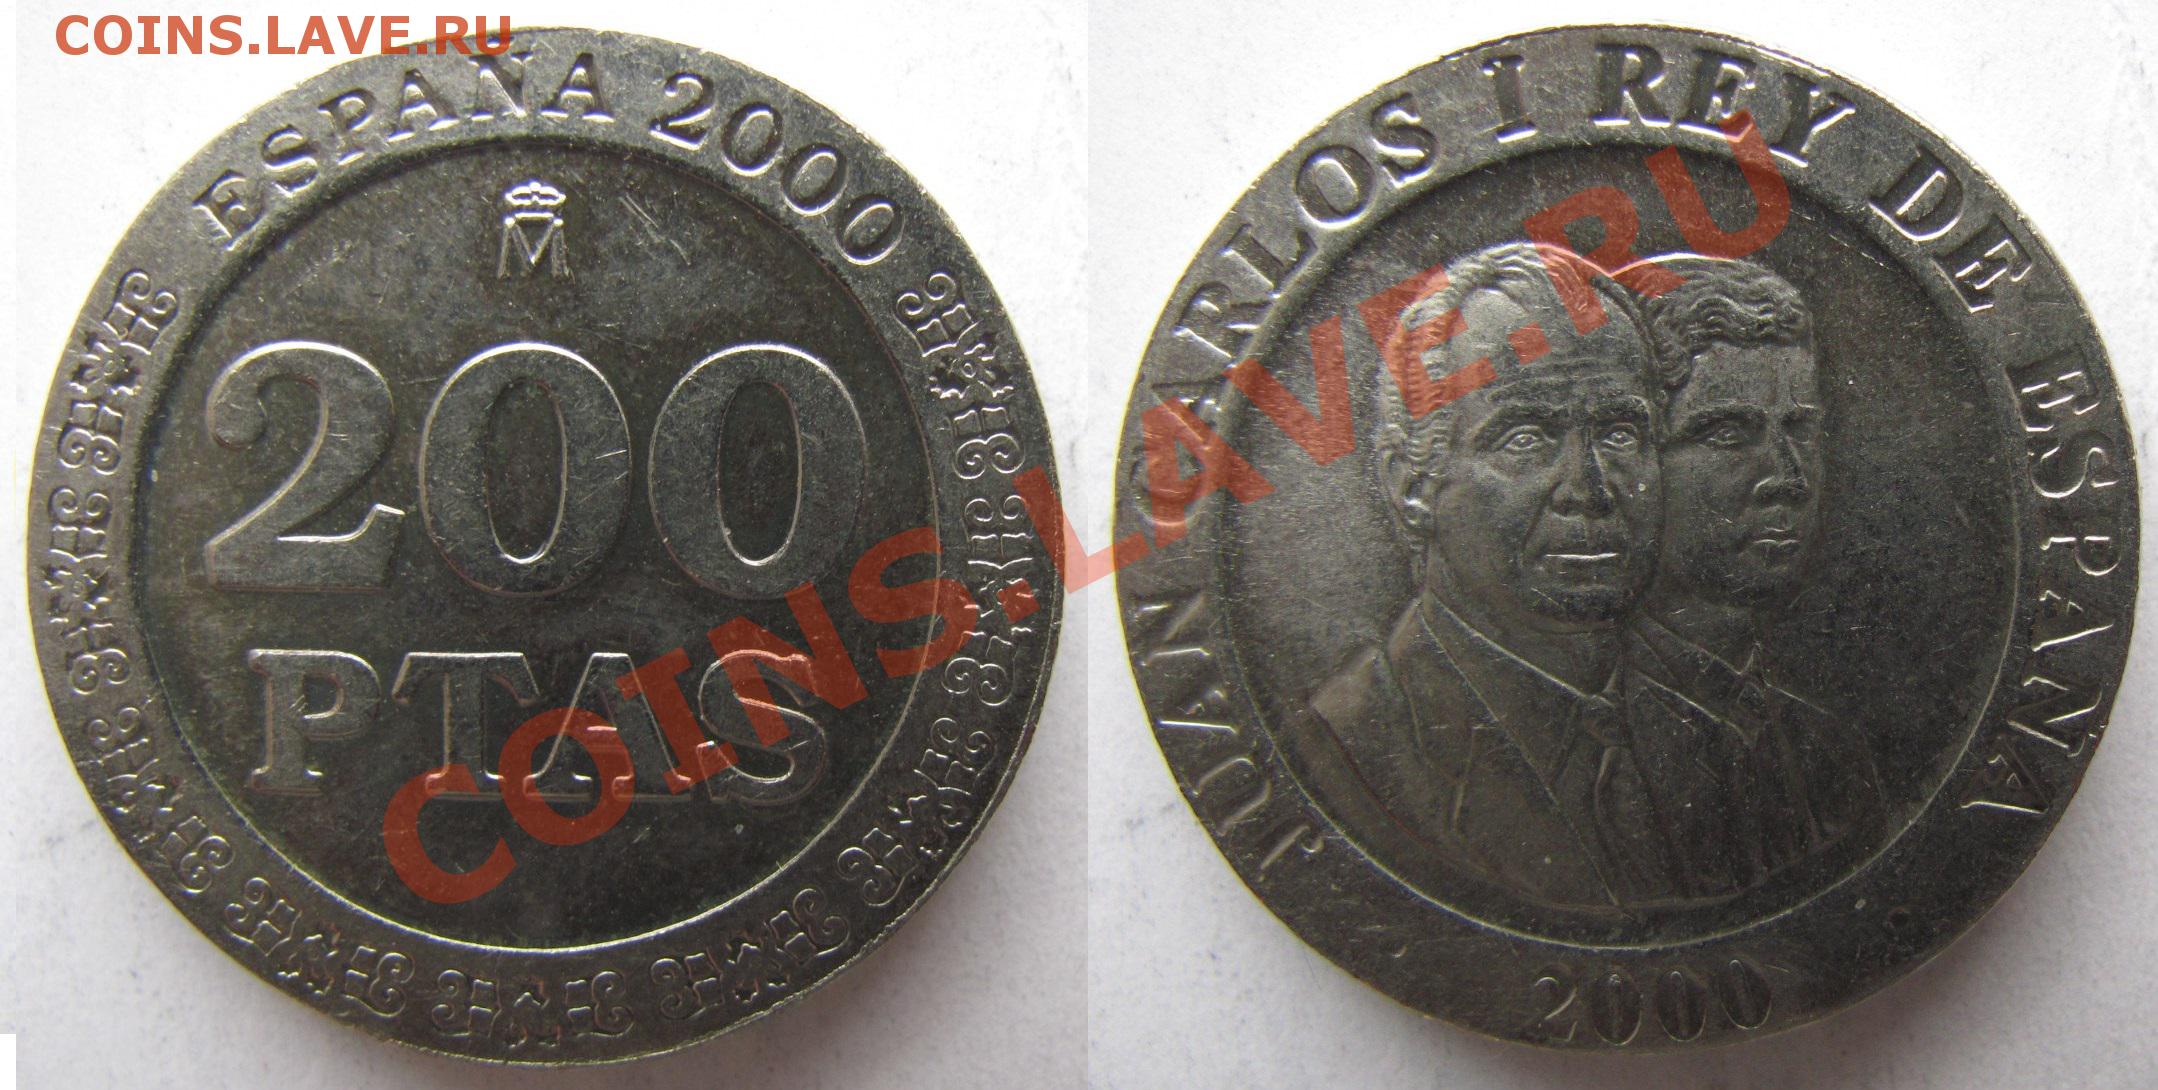 COINS.LAVE.RU
ESPAÑA 2000
M
200
PTAS
JUAN CARLOS I REY DE ESPAÑA
2000
COINS.LAVE.RU